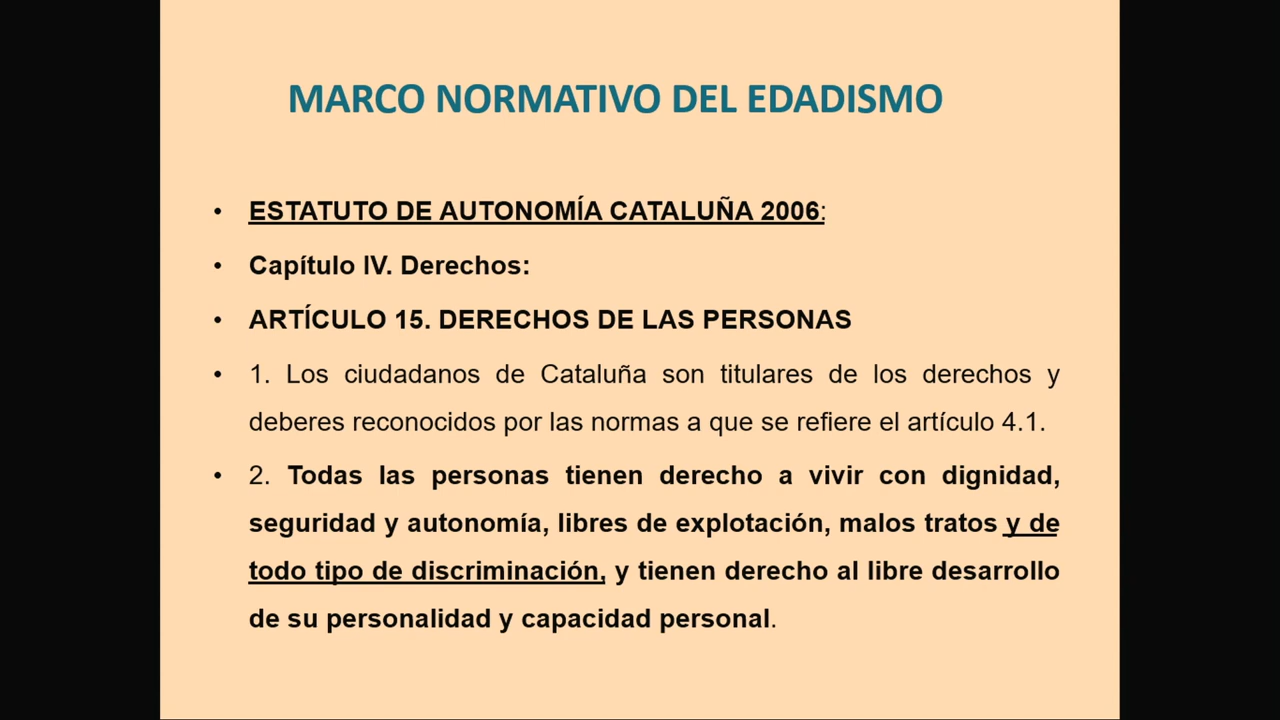 MARCO NORMATIVO DEL EDADISMO
• ESTATUTO DE AUTONOMÍA CATALUÑA 2006:
• Capítulo IV. Derechos:
• ARTÍCULO 15. DERECHOS DE LAS PERSONAS
• 1. Los ciudadanos de Cataluña son titulares de los derechos y
deberes reconocidos por las normas a que se refiere el artículo 4.1.
• 2. Todas las personas tienen derecho a vivir con dignidad,
seguridad y autonomía, libres de explotación, malos tratos y de
todo tipo de discriminación, y tienen derecho al libre desarrollo
de su personalidad y capacidad personal.